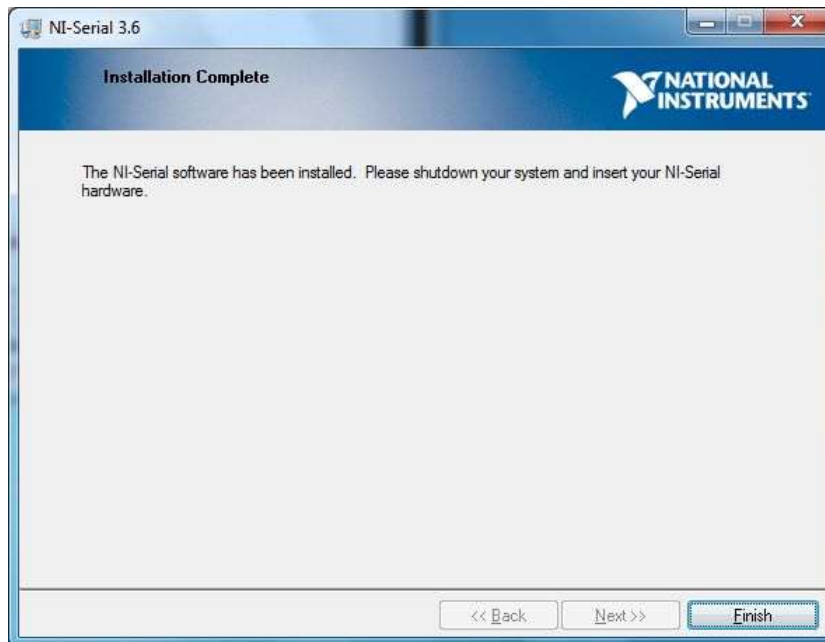 NI-Serial 3.6
Installation Complete
NATIONAL
INSTRUMENTS
The NI-Serial software has been installed. Please shutdown your system and insert your NI-Serial
hardware.
<< Back
Next >>
Finish